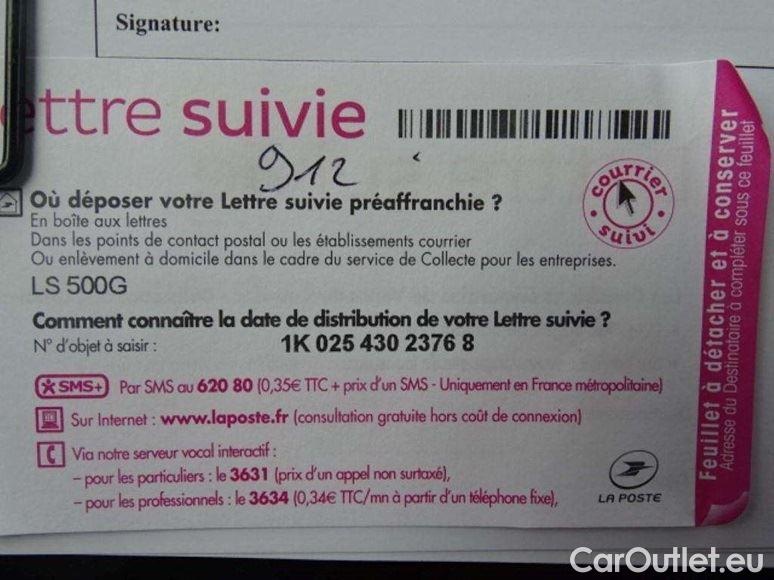 Signature:
ettre suivie
912
Où déposer votre Lettre suivie préaffranchie ?
En boîte aux lettres
Dans les points de contact postal ou les établissements courrier
Ou enlèvement à domicile dans le cadre du service de Collecte pour les entreprises.
LS 500G
courrier
suivi
Comment connaître la date de distribution de votre Lettre suivie ?
N° d'objet à saisir : 1K 025 430 2376 8
SMS+ Par SMS au 620 80 (0,35€ TTC + prix d'un SMS - Uniquement en France métropolitaine)
Sur Internet : www.laposte.fr (consultation gratuite hors coût de connexion)
Via notre serveur vocal interactif :
– pour les particuliers : le 3631 (prix d'un appel non surtaxé),
– pour les professionnels : le 3634 (0,34€ TTC/mn à partir d'un téléphone fixe),
LA POSTE
Feuillet à détacher et à conserver
Adresse du Destinataire à compléter sous ce feuillet
CarOutlet.eu